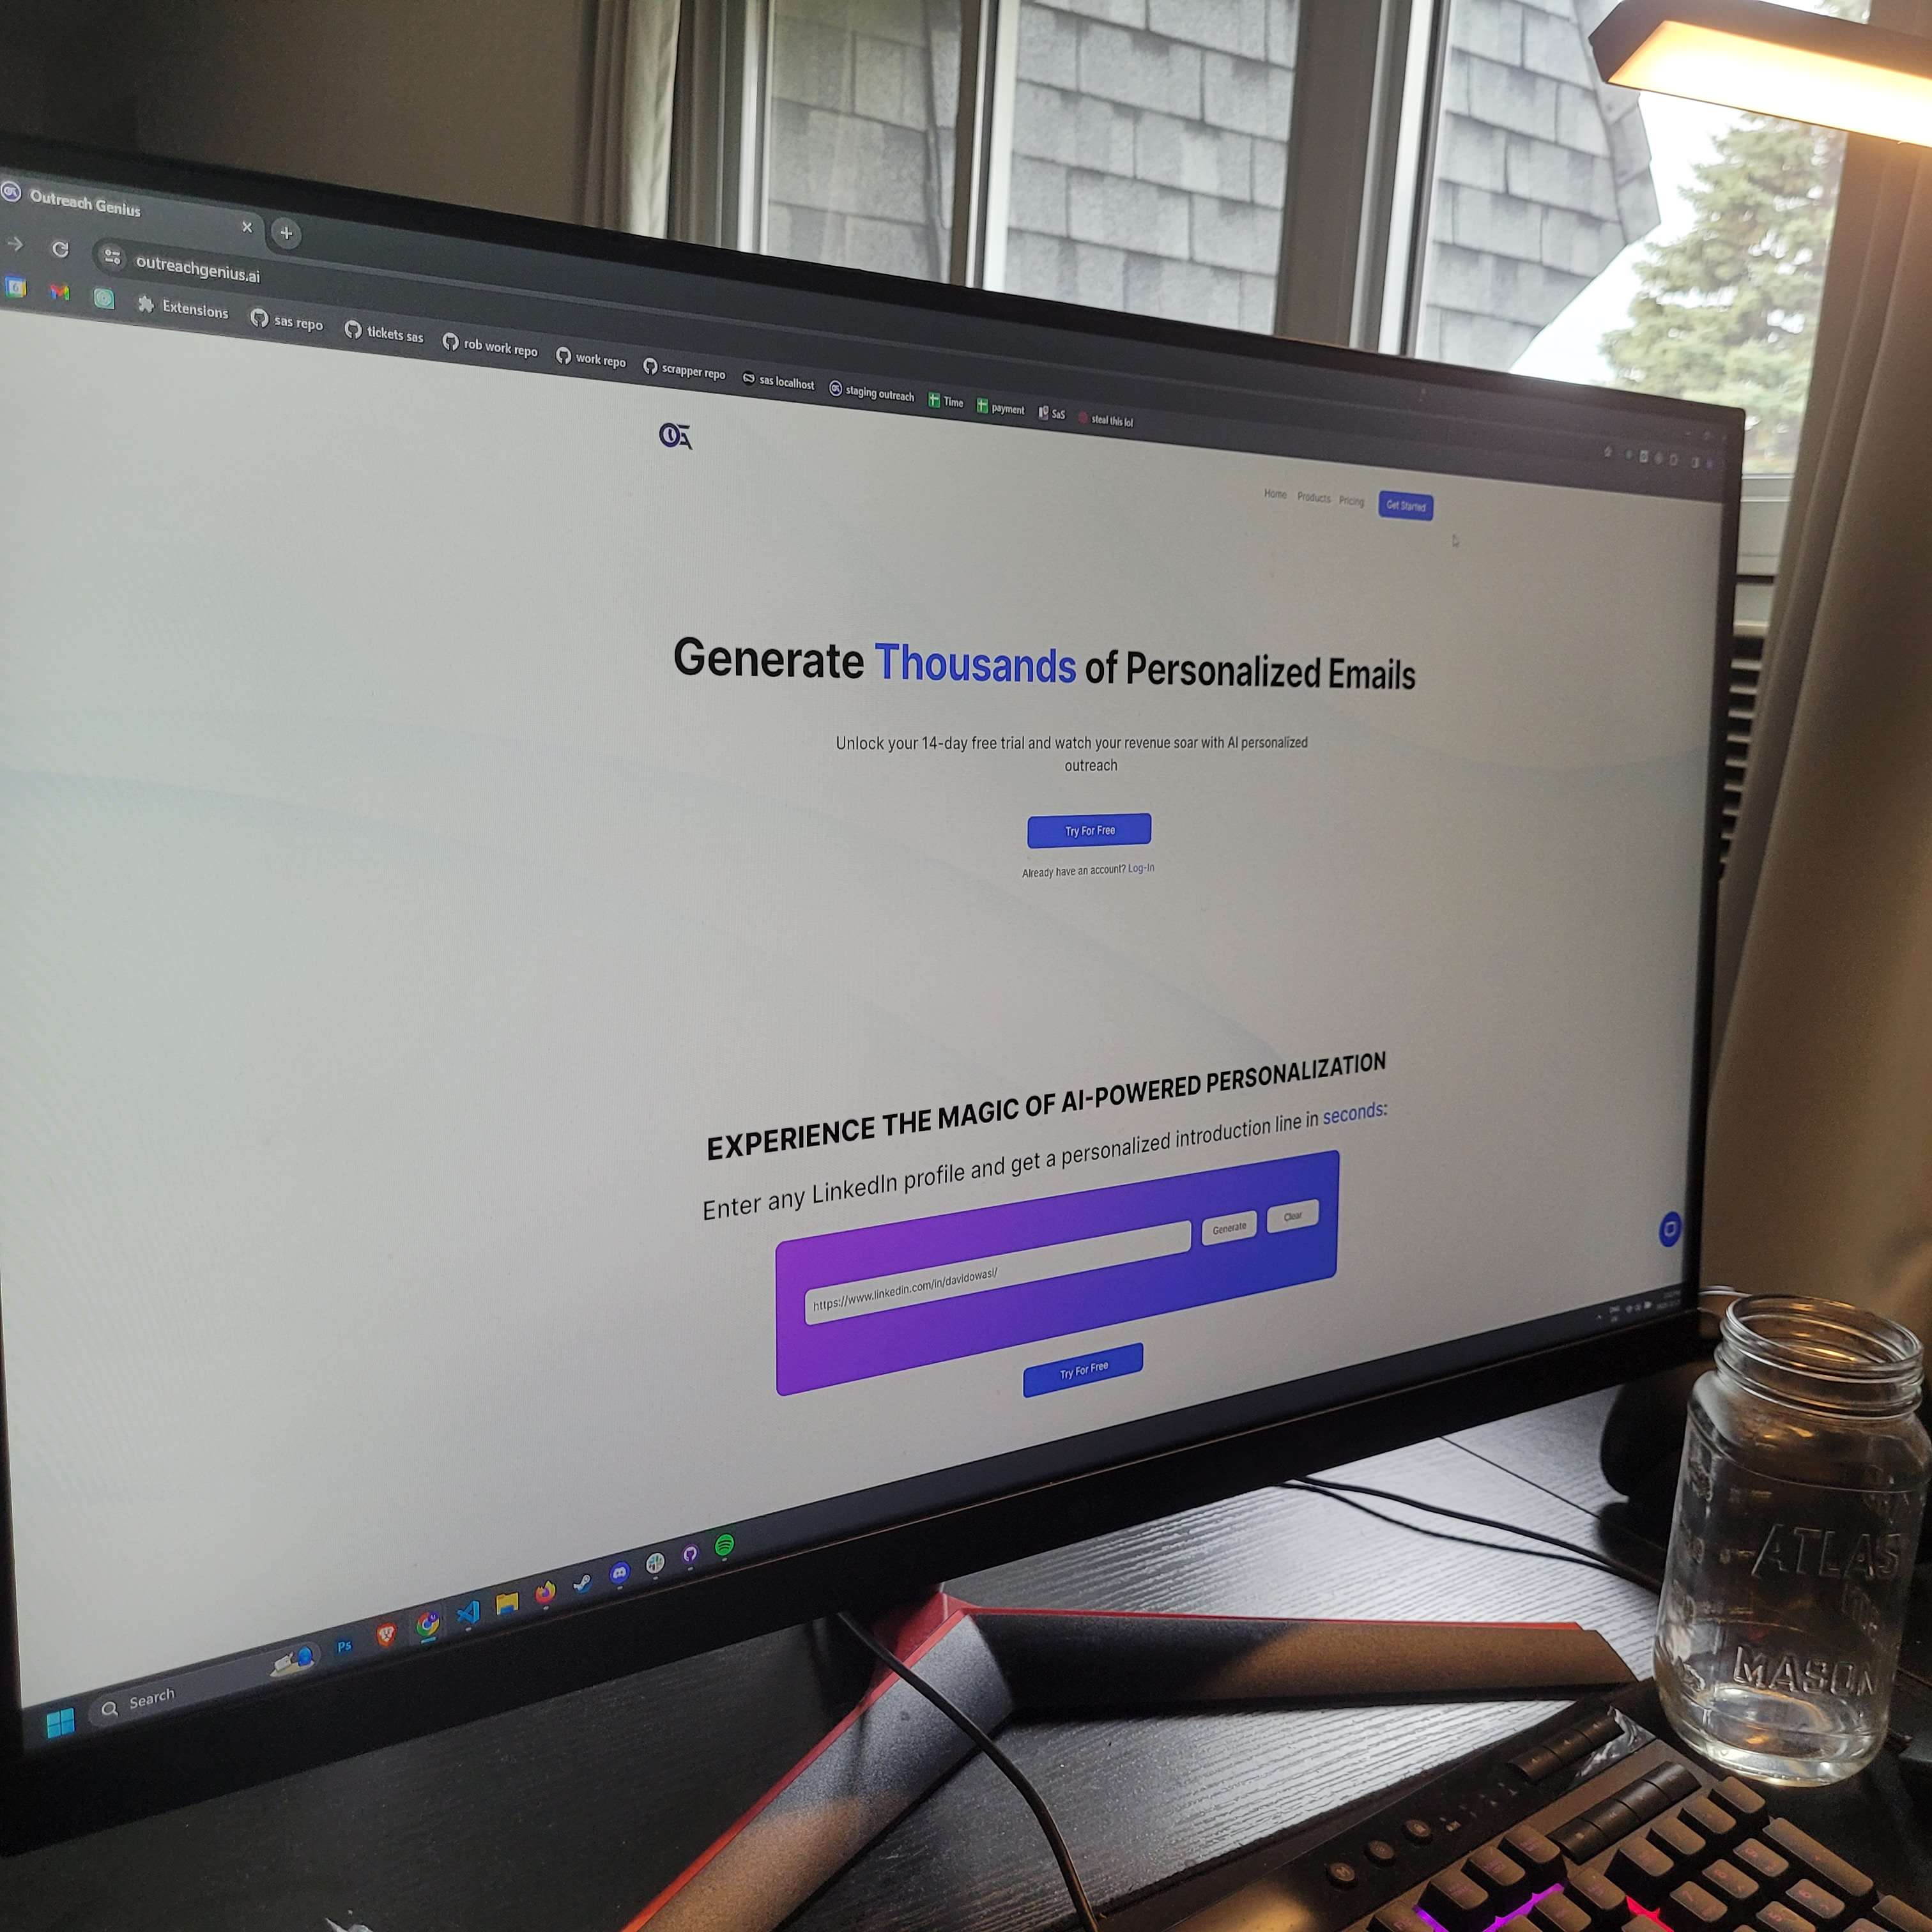 Outreach Genius
outreachgenius.ai
Extensions sas repo tickets sas rob work repo work repo scrapper repo sas localhost staging outreach Time payment SaS steal this lol
Home Products Pricing Get Started
Generate Thousands of Personalized Emails
Unlock your 14-day free trial and watch your revenue soar with AI personalized
outreach
Try For Free
Already have an account? Log-In
EXPERIENCE THE MAGIC OF AI-POWERED PERSONALIZATION
Enter any LinkedIn profile and get a personalized introduction line in seconds:
https://www.linkedin.com/in/davidowasi/ Generate Clear
Try For Free
Search
Ps
ATLAS
MASON